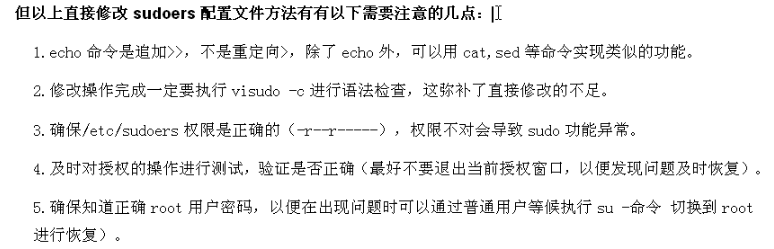 但以上直接修改 sudoers 配置文件方法有有以下需要注意的几点：
1. echo 命令是追加>>，不是重定向>，除了 echo 外，可以用 cat,sed 等命令实现类似的功能。
2. 修改操作完成一定要执行 visudo -c 进行语法检查，这弥补了直接修改的不足。
3. 确保/etc/sudoers 权限是正确的（-r--r-----），权限不对会导致 sudo 功能异常。
4. 及时对授权的操作进行测试，验证是否正确（最好不要退出当前授权窗口，以便发现问题及时恢复）。
5. 确保知道正确 root 用户密码，以便在出现问题时可以通过普通用户等候执行 su -命令 切换到 root
进行恢复）。